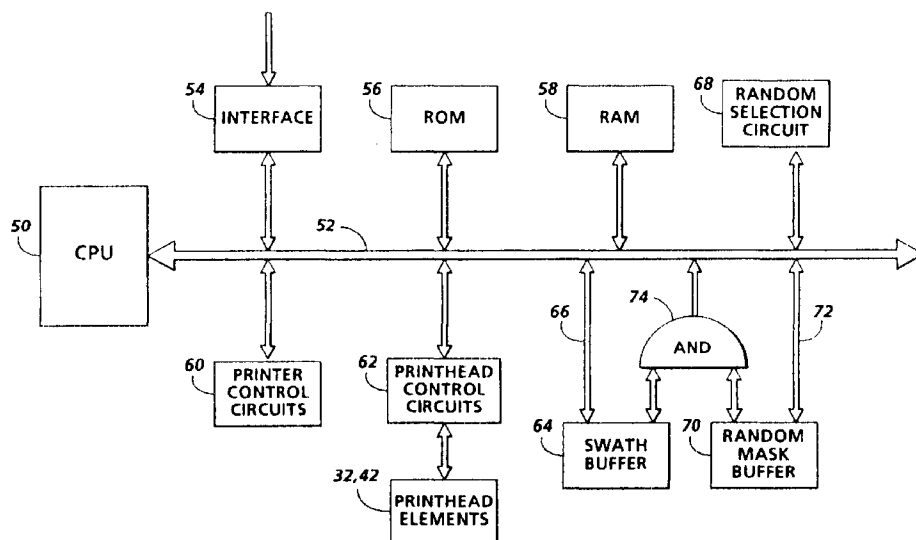 54
INTERFACE
56
ROM
58
RAM
68
RANDOM
SELECTION
CIRCUIT
50
CPU
52
60
PRINTER
CONTROL
CIRCUITS
62
PRINTHEAD
CONTROL
CIRCUITS
66
74
AND
72
64
SWATH
BUFFER
70
RANDOM
MASK
BUFFER
32,42
PRINTHEAD
ELEMENTS